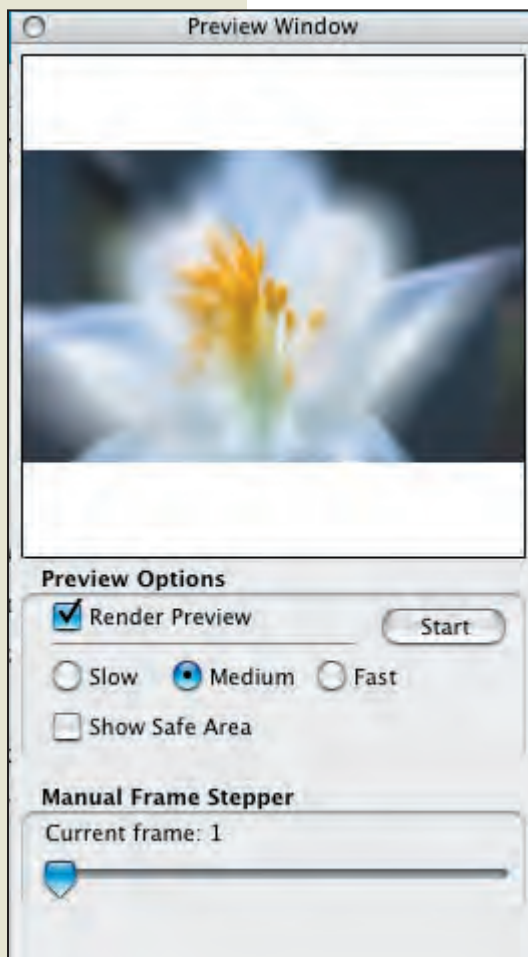 Preview Window
Preview Options
Render Preview
Start
Slow Medium Fast
Show Safe Area
Manual Frame Stepper
Current frame: 1